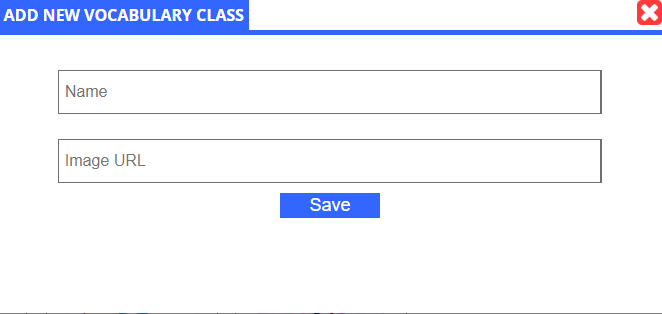 ADD NEW VOCABULARY CLASS
Name
Image URL
Save